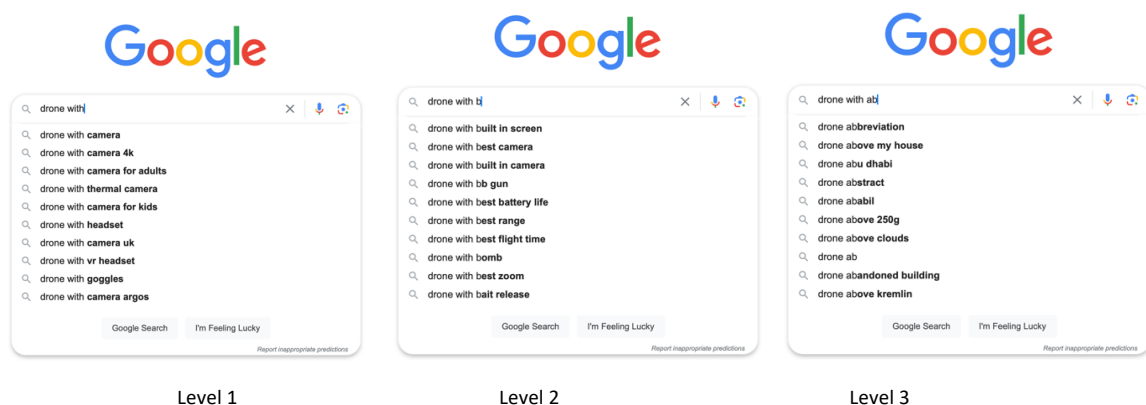 Google
drone with
drone with camera
drone with camera 4k
drone with camera for adults
drone with thermal camera
drone with camera for kids
drone with headset
drone with camera uk
drone with vr headset
drone with goggles
drone with camera argos
Google Search I'm Feeling Lucky
Report inappropriate predictions
Level 1
Google
drone with b
drone with built in screen
drone with best camera
drone with built in camera
drone with bb gun
drone with best battery life
drone with best range
drone with best flight time
drone with bomb
drone with best zoom
drone with bait release
Google Search I'm Feeling Lucky
Report inappropriate predictions
Level 2
Google
drone with ab
drone abbreviation
drone above my house
drone abu dhabi
drone abstract
drone ababil
drone above 250g
drone above clouds
drone ab
drone abandoned building
drone above kremlin
Google Search I'm Feeling Lucky
Report inappropriate predictions
Level 3